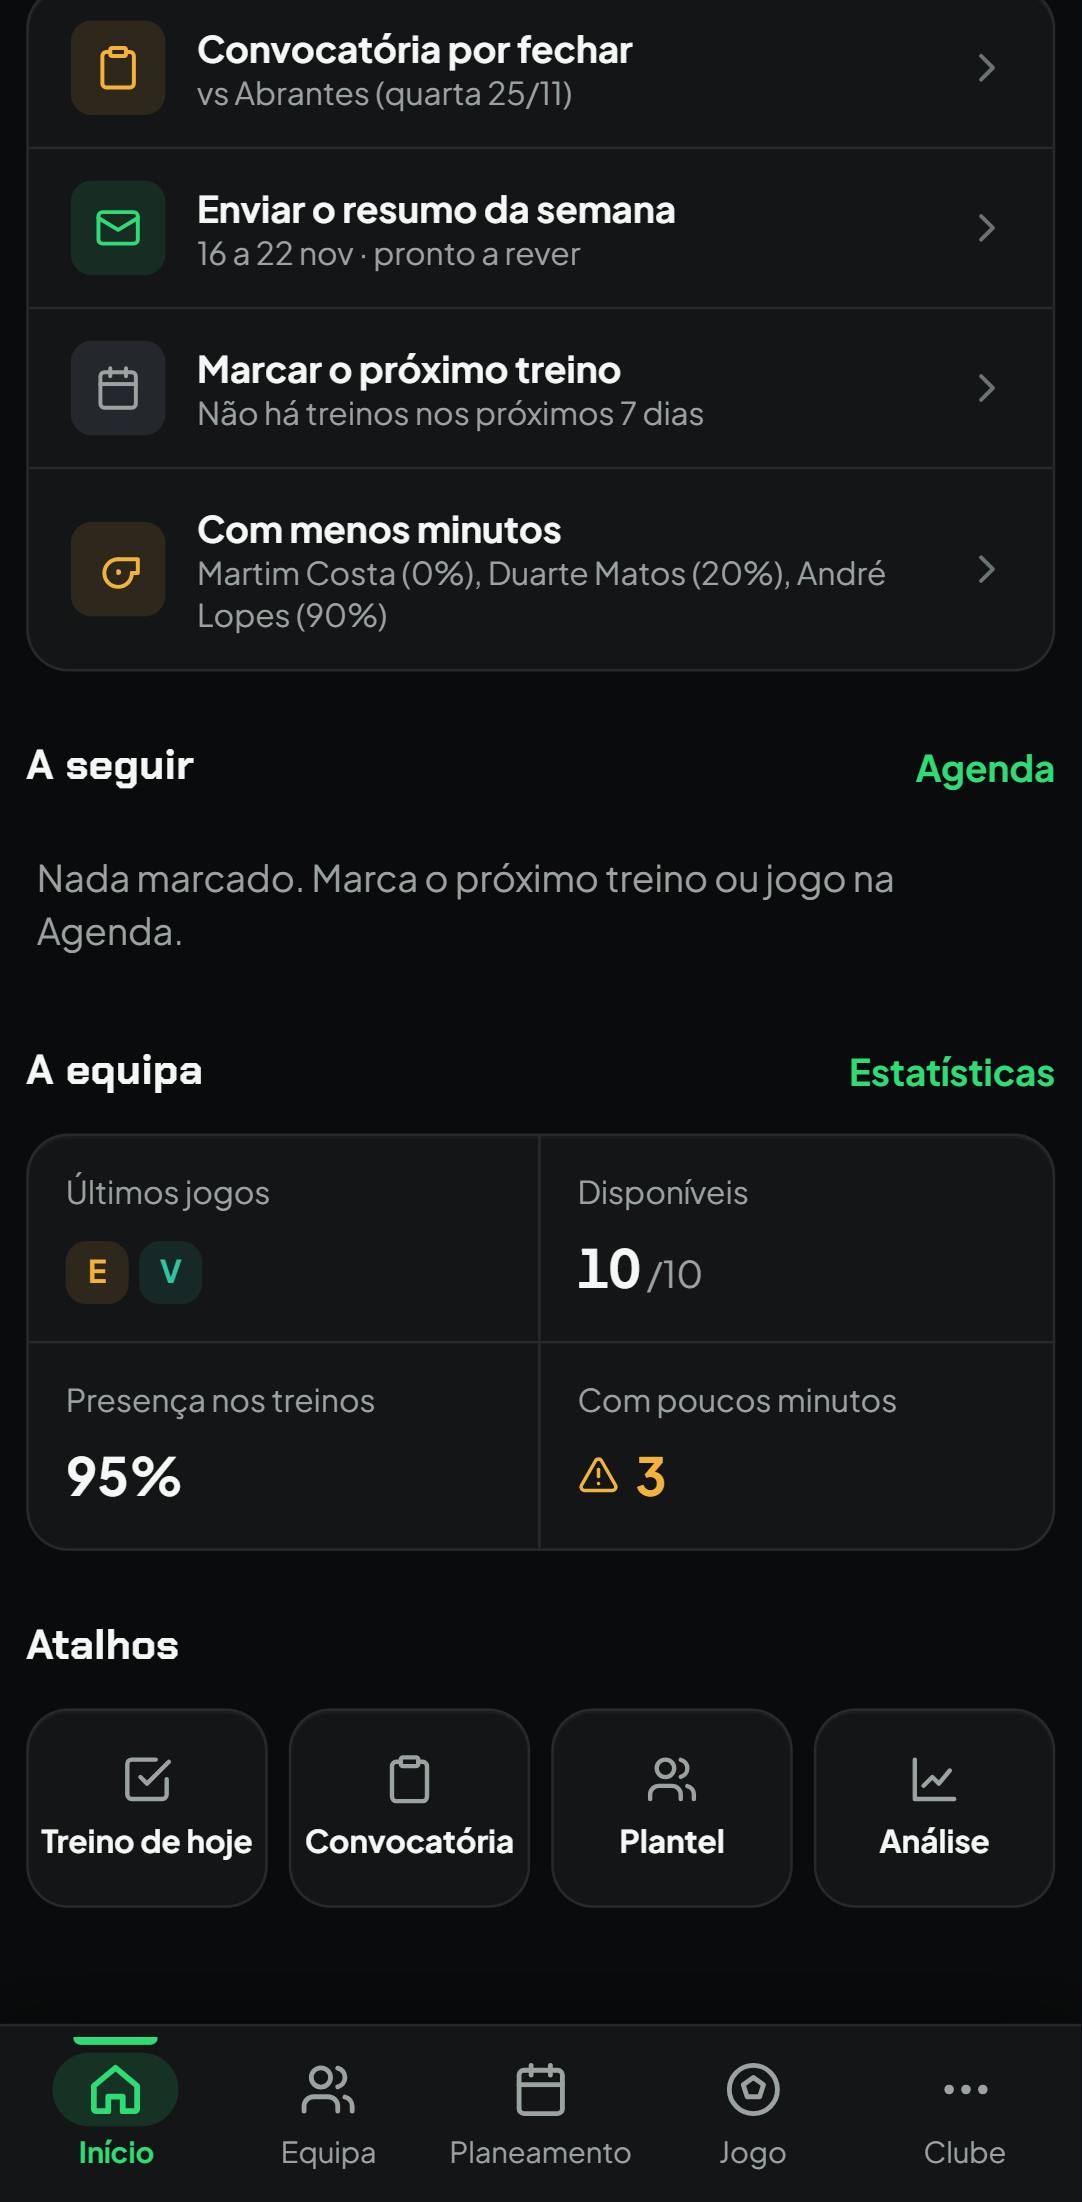 Convocatória por fechar
vs Abrantes (quarta 25/11)
Enviar o resumo da semana
16 a 22 nov · pronto a rever
Marcar o próximo treino
Não há treinos nos próximos 7 dias
Com menos minutos
Martim Costa (0%), Duarte Matos (20%), André
Lopes (90%)
A seguir
Agenda
Nada marcado. Marca o próximo treino ou jogo na
Agenda.
A equipa
Estatísticas
Últimos jogos
E V
Disponíveis
10 /10
Presença nos treinos
95%
Com poucos minutos
3
Atalhos
Treino de hoje
Convocatória
Plantel
Análise
Início
Equipa
Planeamento
Jogo
Clube